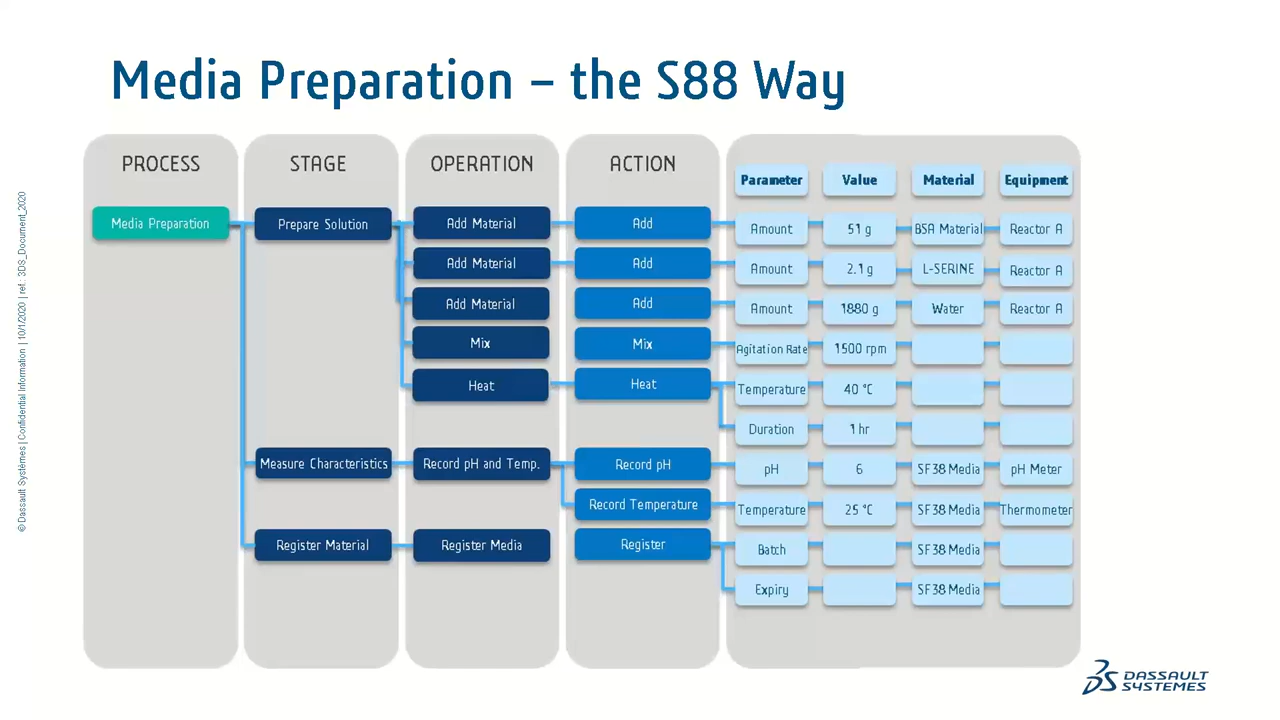 Media Preparation – the S88 Way
PROCESS STAGE OPERATION ACTION
Parameter Value Material Equipment
Media Preparation Prepare Solution Add Material Add Amount 51 g BSA Material Reactor A
Add Material Add Amount 2.1 g L-SERINE Reactor A
Add Material Add Amount 1880 g Water Reactor A
Mix Mix Agitation Rate 1500 rpm
Heat Heat Temperature 40 °C
Duration 1 hr
Measure Characteristics Record pH and Temp. Record pH pH 6 SF38 Media pH Meter
Record Temperature Temperature 25 °C SF38 Media Thermometer
Register Material Register Media Register Batch SF38 Media
Expiry SF38 Media
© Dassault Systèmes | Confidential Information | 10/1/2020 | ref.: 3DS_Document_2020
3DS DASSAULT
SYSTEMES